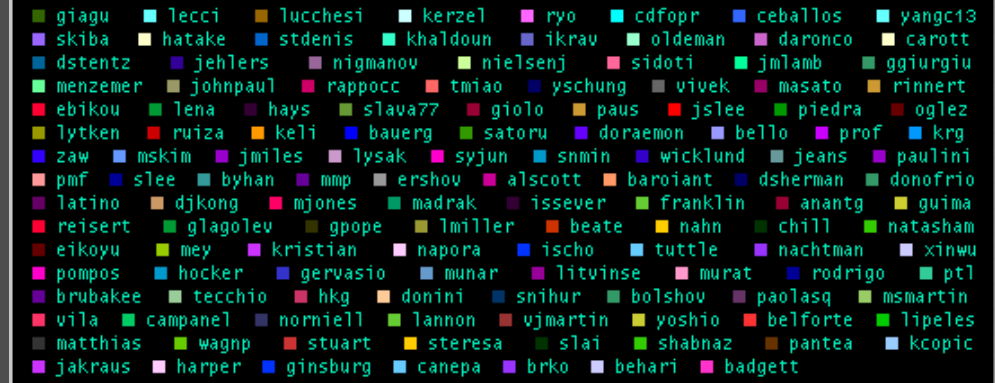 giagu lecci lucchesi kerzel ryo cdfopr ceballos yangc13
skiba hatake stdenis khaldoun ikrav oldeman daronco carott
dstentz jehlers nigmanov nielsenj sidoti jmlamb ggiurgiu
menzemer johnpaul rappocc tmiao yschung vivek masato rinnert
ebikou lena hays slava77 giolo paus jslee piedra oglez
lytken ruiza keli bauerg satoru doraemon bello prof krg
zaw mskim jmiles lysak syjun snmin wicklund jeans paulini
pmf slee byhan mmp ershov alscott baroiant dsherman donofrio
latino djkong mjones madrak issever franklin anantg guima
reisert glagolev gpope lmiller beate nahn chill natasham
eikoyu mey kristian napora ischo tuttle nachtman xinwu
pompos hocker gervasio munar litvinse murat rodrigo ptl
brubakee tecchio hkg donini snihur bolshov paolasq msmartin
vila campanel norniell lannon vjmartin yoshio belforte lipeles
matthias wagnp stuart steresa slai shabnaz pantea kcopic
jakraus harper ginsburg canepa brko behari badgett